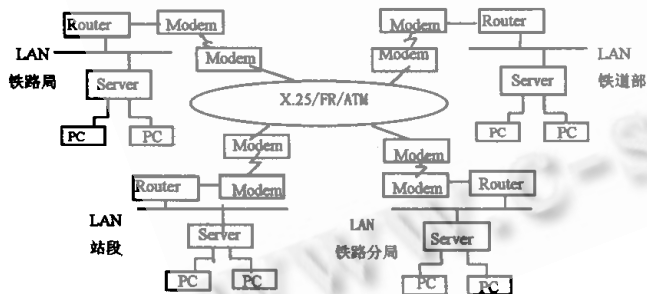 Router
Modem
Modem
LAN
铁路局
Server
PC
PC
Modem
Router
Modem
LAN
铁道部
Server
PC
PC
X.25/FR/ATM
Modem
Router
Modem
LAN
站段
Server
PC
PC
Modem
Modem
Router
LAN
铁路分局
Server
PC
PC